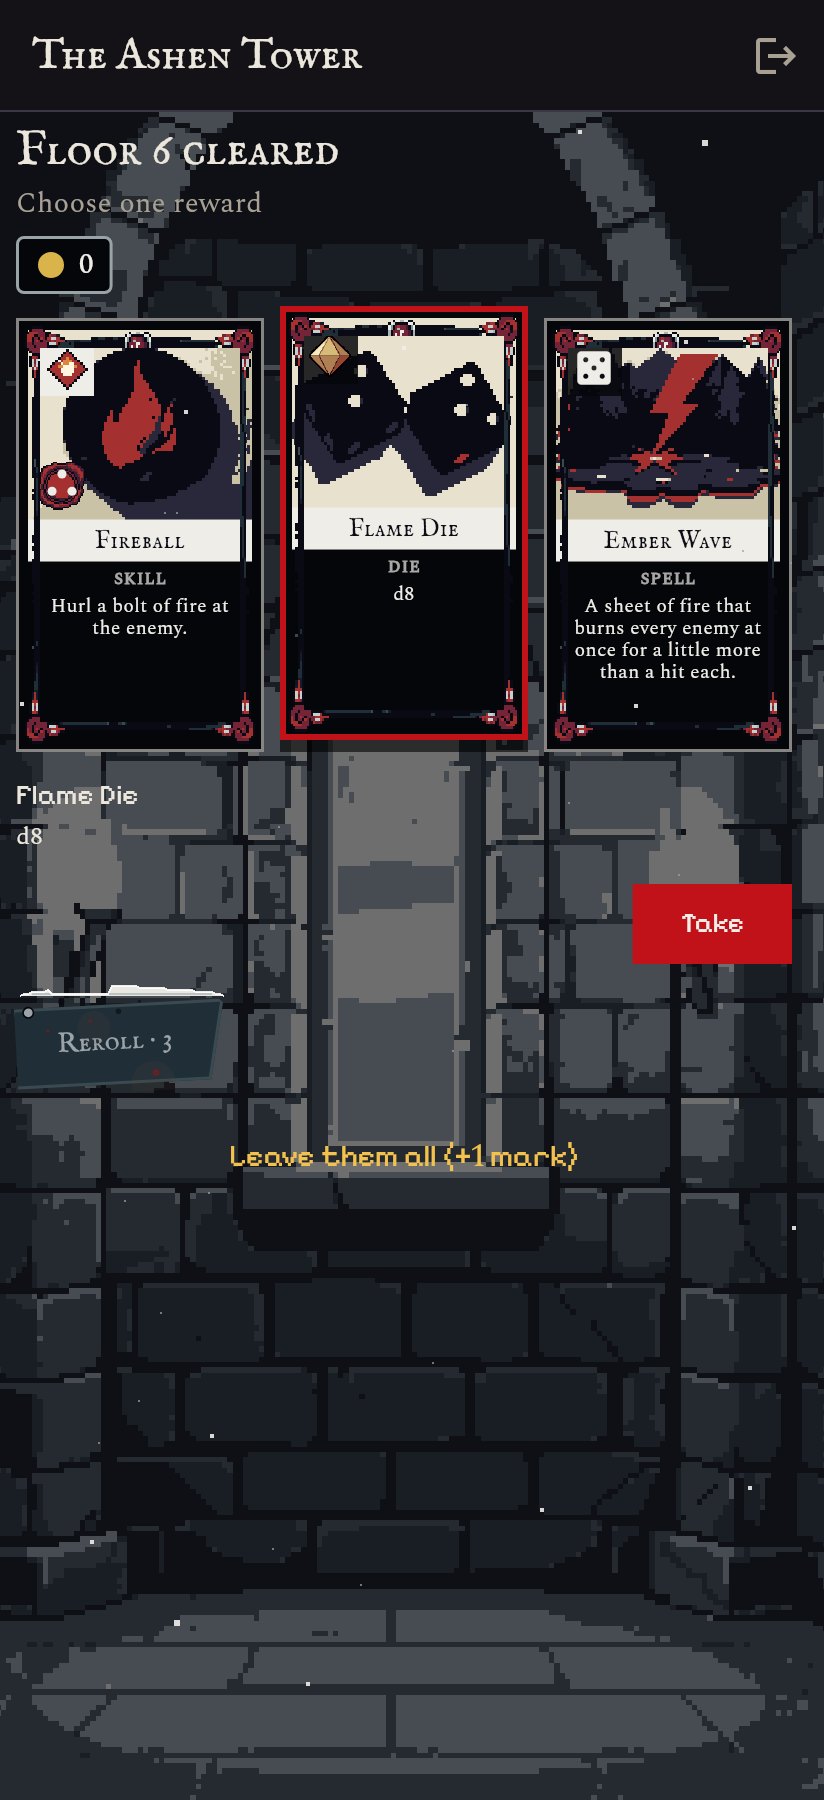 The Ashen Tower
Floor 6 cleared
Choose one reward
0
Fireball
SKILL
Hurl a bolt of fire at
the enemy.
Flame Die
DIE
d8
Ember Wave
SPELL
A sheet of fire that
burns every enemy at
once for a little more
than a hit each.
Flame Die
d8
Take
Reroll · 3
Leave them all (+1 mark)